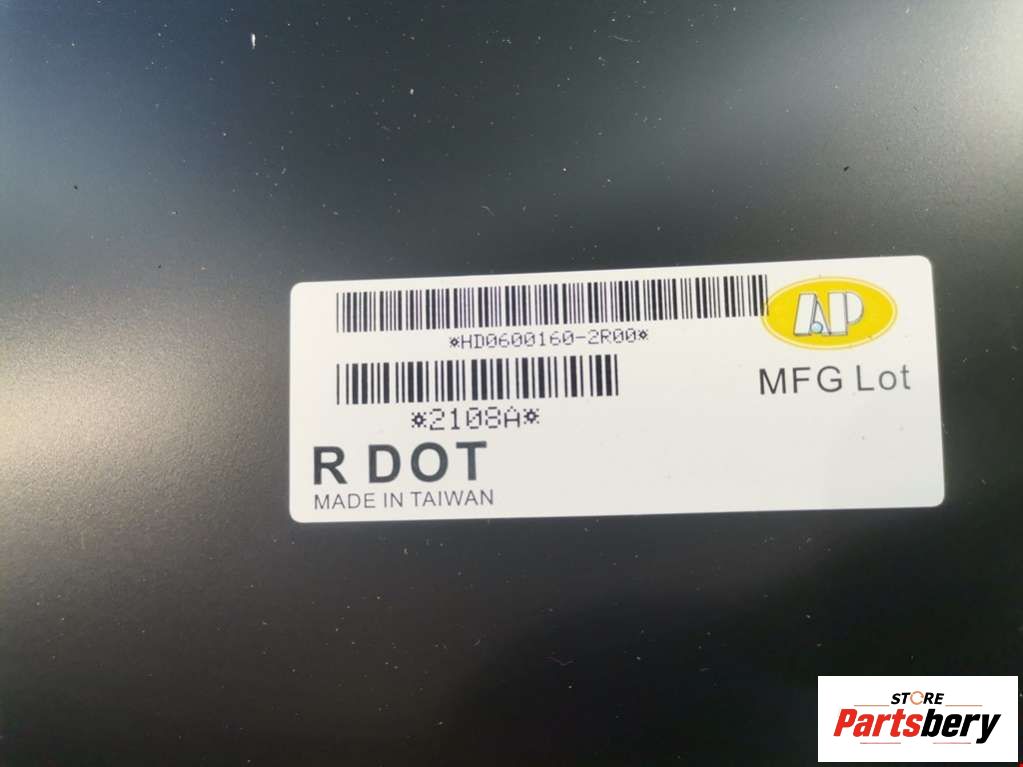 *HD0600160-2R00*
AP
*2108A*
MFG Lot
R DOT
MADE IN TAIWAN
STORE
Partsbery